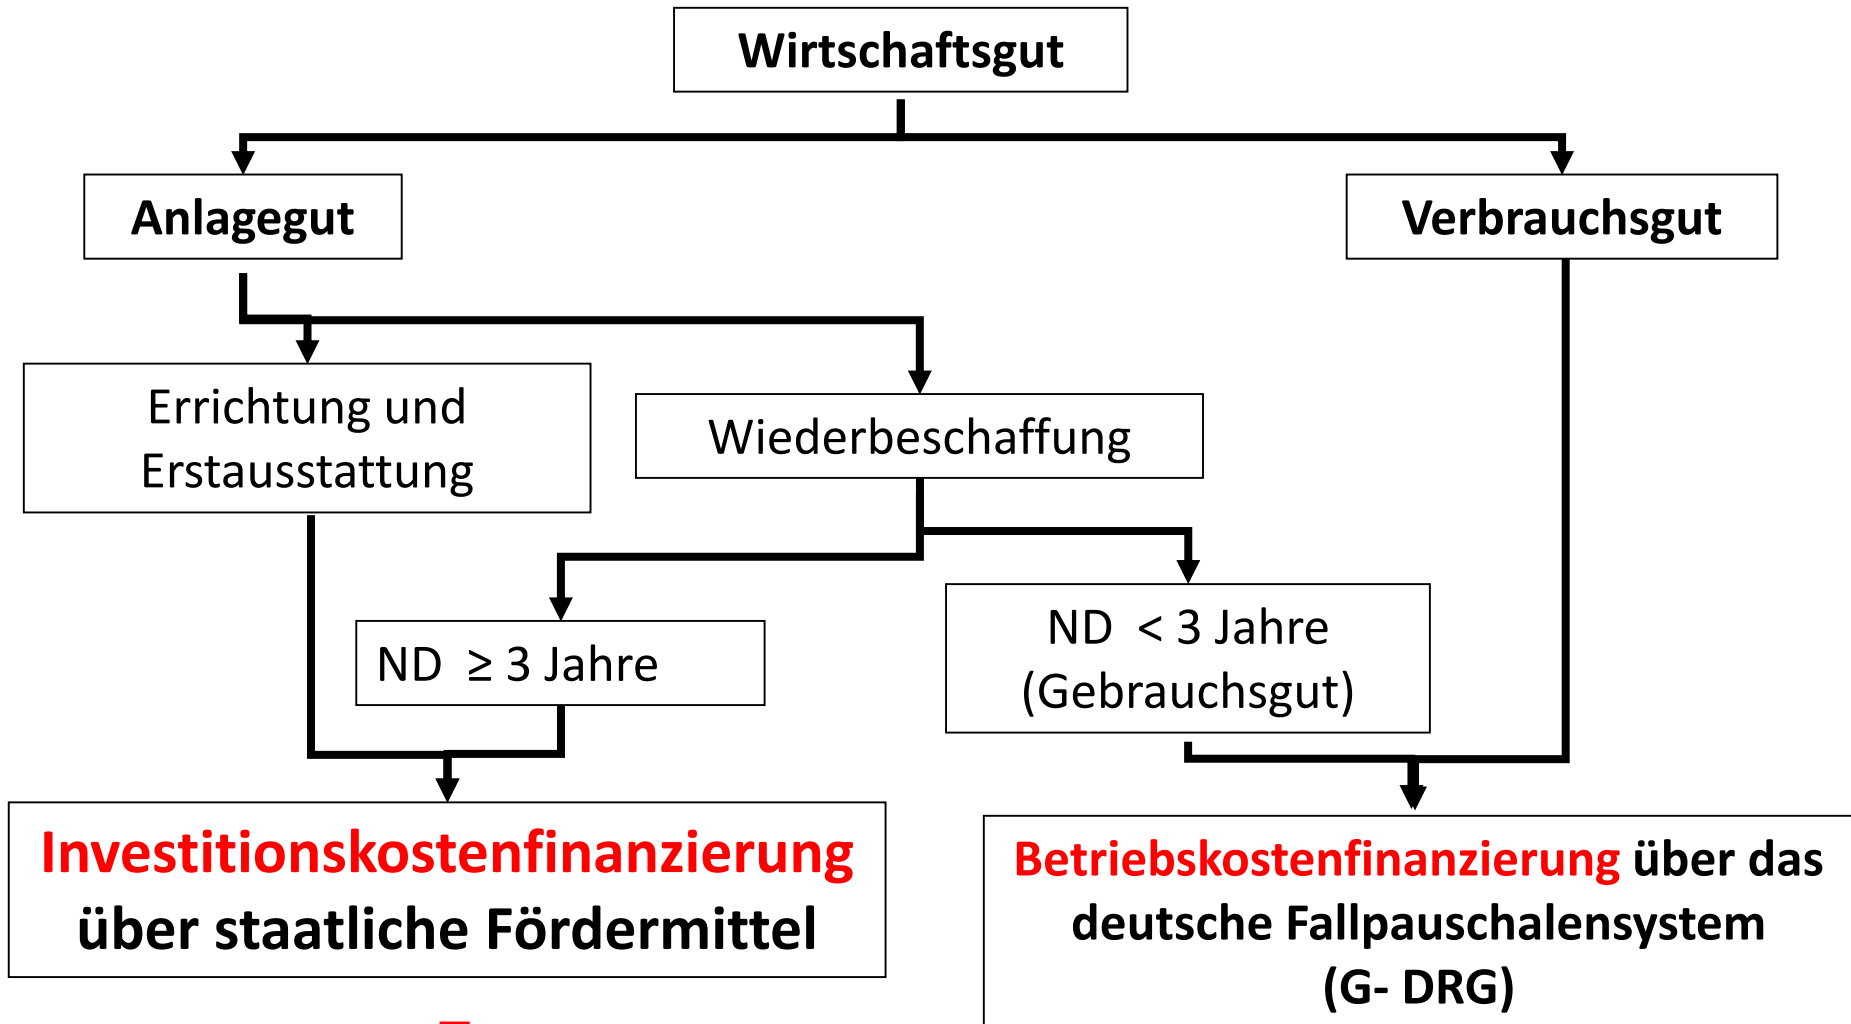 Wirtschaftsgut
Anlagegut
Verbrauchsgut
Errichtung und
Erstausstattung
Wiederbeschaffung
ND ≥ 3 Jahre
ND < 3 Jahre
(Gebrauchsgut)
Investitionskostenfinanzierung
über staatliche Fördermittel
Betriebskostenfinanzierung über das
deutsche Fallpauschalensystem
(G- DRG)